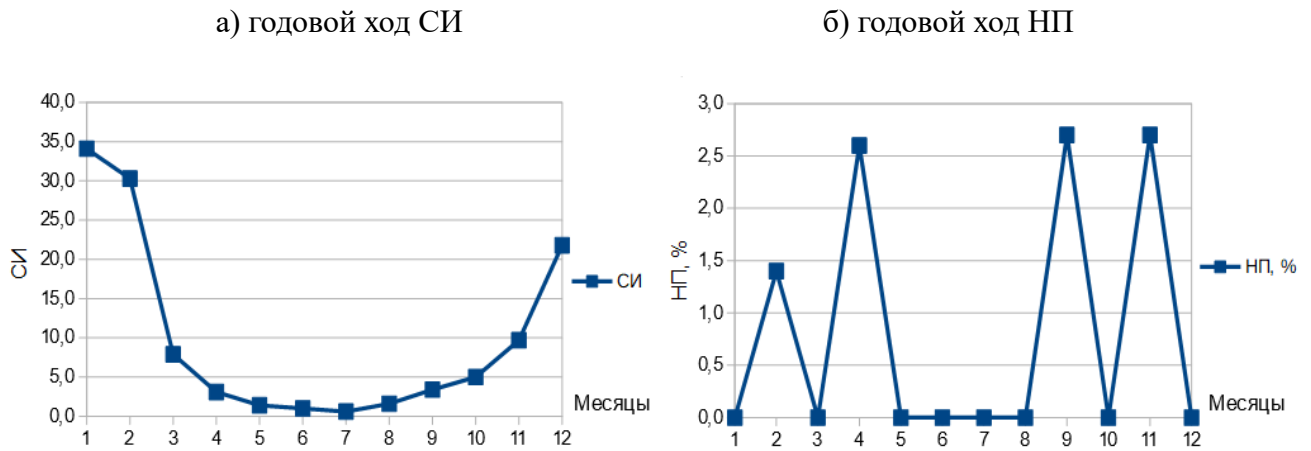 а) годовой ход СИ
б) годовой ход НП
40,0
35,0
30,0
25,0
20,0
15,0
10,0
5,0
0,0
СИ
СИ
Месяцы
1 2 3 4 5 6 7 8 9 10 11 12
3,0
2,5
2,0
1,5
1,0
0,5
0,0
НП, %
НП, %
Месяцы
1 2 3 4 5 6 7 8 9 10 11 12